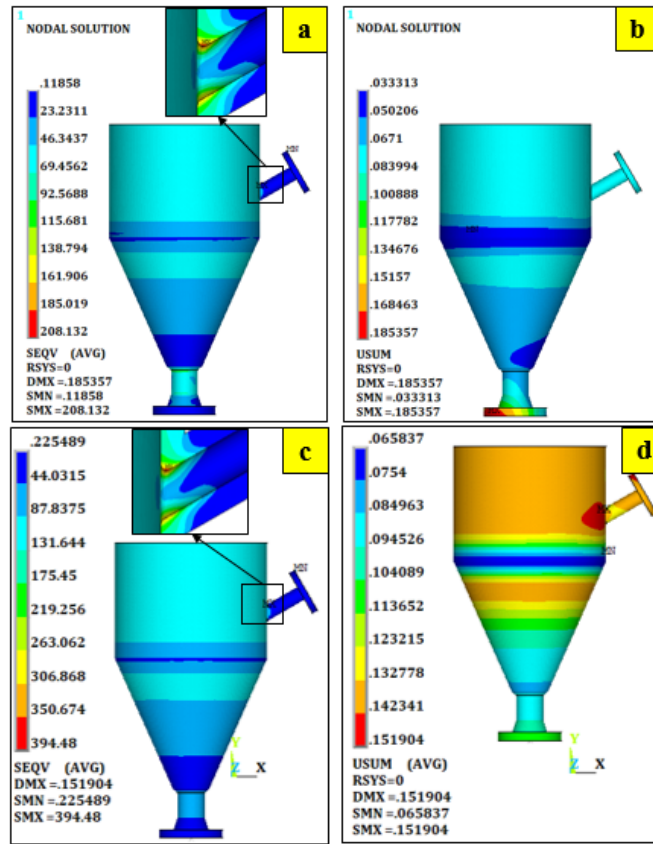 1
NODAL SOLUTION
a
.11858
23.2311
46.3437
69.4562
92.5688
115.681
138.794
161.906
185.019
208.132
MN
SEQV (AVG)
RSYS=0
DMX =.185357
SMN =.11858
SMX =208.132
1
NODAL SOLUTION
b
.033313
.050206
.0671
.083994
.100888
.117782
.134676
.15157
.168463
.185357
USUM
RSYS=0
DMX =.185357
SMN =.033313
SMX =.185357
c
.225489
44.0315
87.8375
131.644
175.45
219.256
263.062
306.868
350.674
394.48
MN
Y
Z X
SEQV (AVG)
DMX =.151904
SMN =.225489
SMX =394.48
d
.065837
.0754
.084963
.094526
.104089
.113652
.123215
.132778
.142341
.151904
MN
Y
Z X
USUM (AVG)
RSYS=0
DMX =.151904
SMN =.065837
SMX =.151904